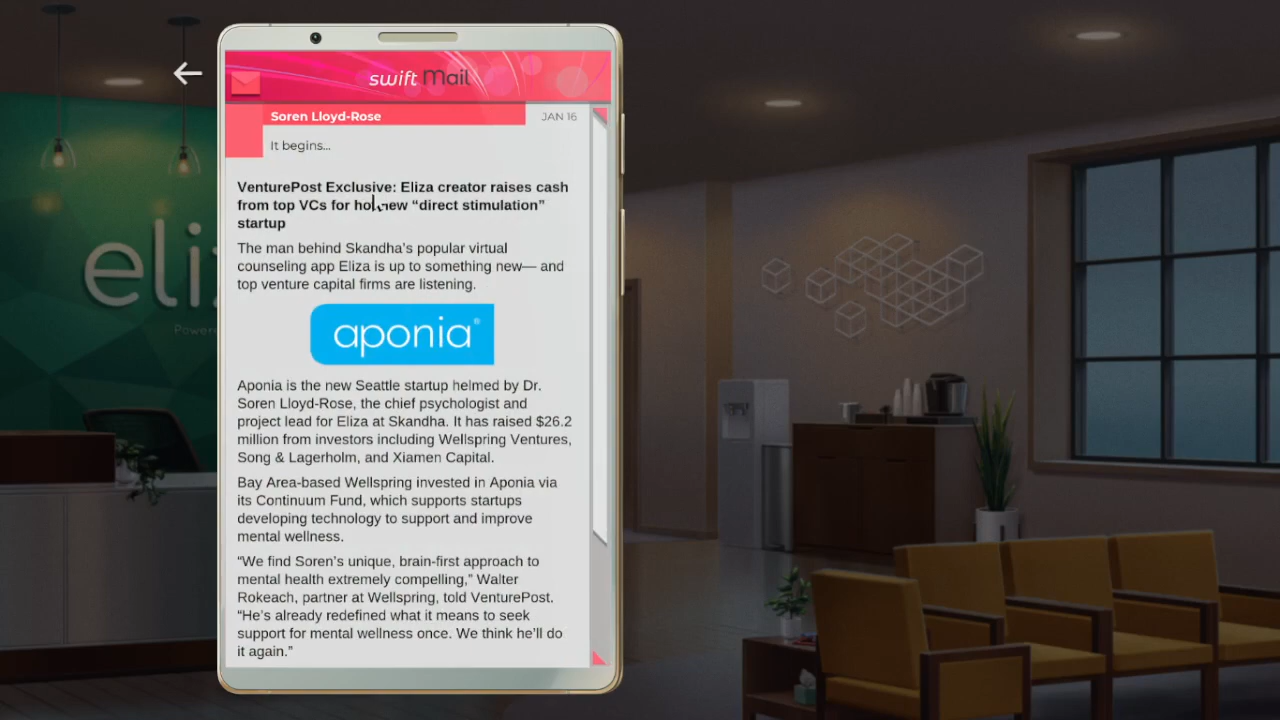 swift Mail
Soren Lloyd-Rose
JAN 16
It begins...
VenturePost Exclusive: Eliza creator raises cash
from top VCs for new “direct stimulation”
startup
The man behind Skandha’s popular virtual
counseling app Eliza is up to something new— and
top venture capital firms are listening.
aponia®
Aponia is the new Seattle startup helmed by Dr.
Soren Lloyd-Rose, the chief psychologist and
project lead for Eliza at Skandha. It has raised $26.2
million from investors including Wellspring Ventures,
Song & Lagerholm, and Xiamen Capital.
Bay Area-based Wellspring invested in Aponia via
its Continuum Fund, which supports startups
developing technology to support and improve
mental wellness.
“We find Soren’s unique, brain-first approach to
mental health extremely compelling,” Walter
Rokeach, partner at Wellspring, told VenturePost.
“He’s already redefined what it means to seek
support for mental wellness once. We think he’ll do
it again.”
eli
Powere